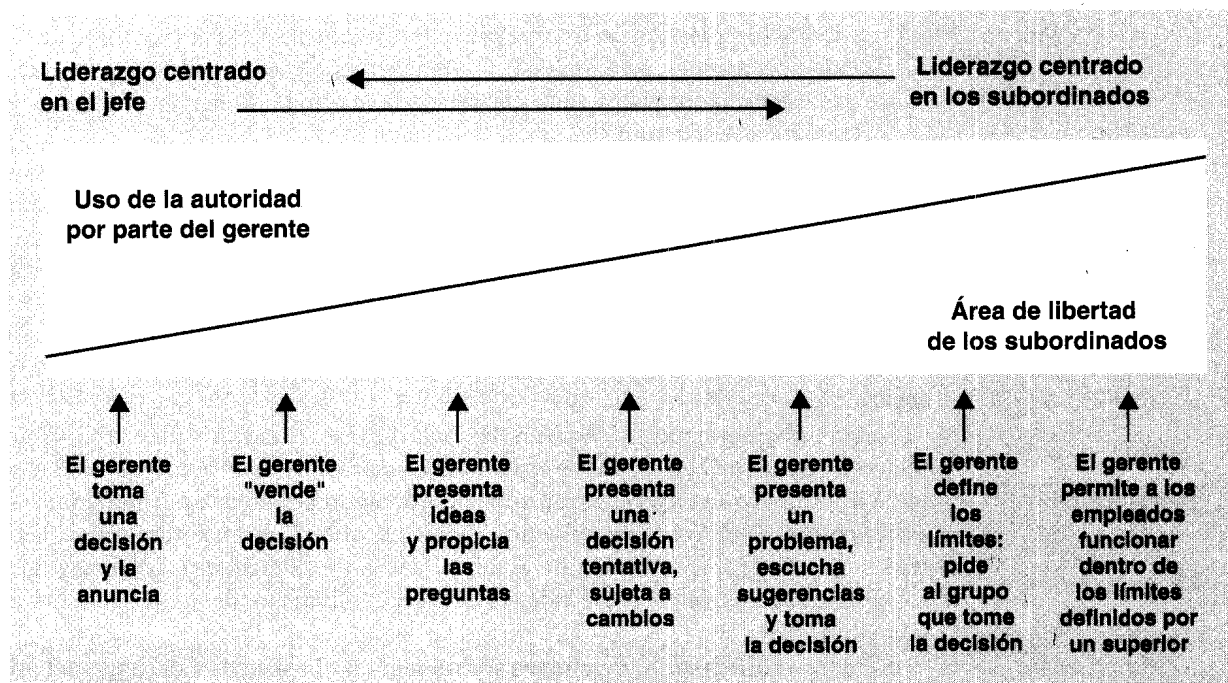 Liderazgo centrado
en el jefe
Liderazgo centrado
en los subordinados
Uso de la autoridad
por parte del gerente
Área de libertad
de los subordinados
El gerente
toma
una
decisión
y la
anuncia
El gerente
"vende"
la
decisión
El gerente
presenta
ideas
y propicia
las
preguntas
El gerente
presenta
una
decisión
tentativa,
sujeta a
cambios
El gerente
presenta
un
problema,
escucha
sugerencias
y toma
la decisión
El gerente
define
los
límites:
pide
al grupo
que tome
la decisión
El gerente
permite a los
empleados
funcionar
dentro de
los límites
definidos por
un superior